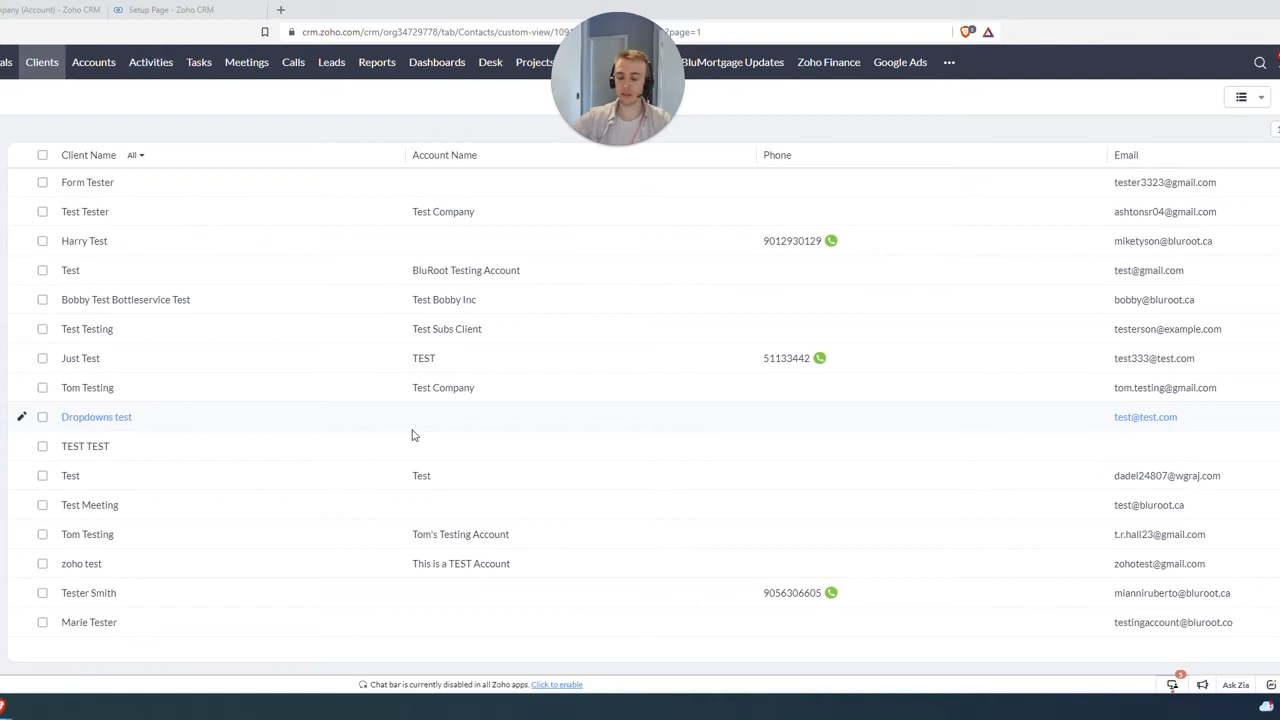 mpany (Account) - Zoho CRM Setup Page - Zoho CRM
crm.zoho.com/crm/org34729778/tab/Contacts/custom-view/109 ?page=1
als Clients Accounts Activities Tasks Meetings Calls Leads Reports Dashboards Desk Projects BluMortgage Updates Zoho Finance Google Ads
Client Name All Account Name Phone Email
Form Tester tester3323@gmail.com
Test Tester Test Company ashtonsr04@gmail.com
Harry Test 9012930129 miketyson@bluroot.ca
Test BluRoot Testing Account test@gmail.com
Bobby Test Bottleservice Test Test Bobby Inc bobby@bluroot.ca
Test Testing Test Subs Client testerson@example.com
Just Test TEST 51133442 test333@test.com
Tom Testing Test Company tom.testing@gmail.com
Dropdowns test test@test.com
TEST TEST
Test Test dadel24807@wgraj.com
Test Meeting test@bluroot.ca
Tom Testing Tom's Testing Account t.r.hall23@gmail.com
zoho test This is a TEST Account zohotest@gmail.com
Tester Smith 9056306605 mianniruberto@bluroot.ca
Marie Tester testingaccount@bluroot.co
Chat bar is currently disabled in all Zoho apps. Click to enable 5 Ask Zia